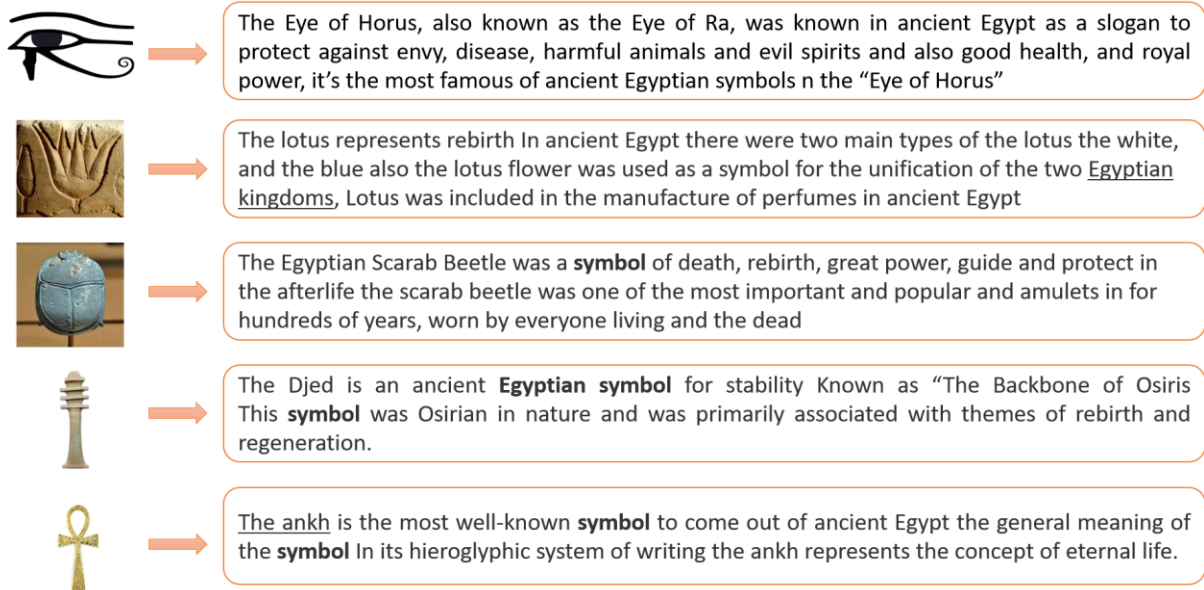 The Eye of Horus, also known as the Eye of Ra, was known in ancient Egypt as a slogan to
protect against envy, disease, harmful animals and evil spirits and also good health, and royal
power, it’s the most famous of ancient Egyptian symbols n the “Eye of Horus”
The lotus represents rebirth In ancient Egypt there were two main types of the lotus the white,
and the blue also the lotus flower was used as a symbol for the unification of the two Egyptian
kingdoms, Lotus was included in the manufacture of perfumes in ancient Egypt
The Egyptian Scarab Beetle was a symbol of death, rebirth, great power, guide and protect in
the afterlife the scarab beetle was one of the most important and popular and amulets in for
hundreds of years, worn by everyone living and the dead
The Djed is an ancient Egyptian symbol for stability Known as “The Backbone of Osiris
This symbol was Osirian in nature and was primarily associated with themes of rebirth and
regeneration.
The ankh is the most well-known symbol to come out of ancient Egypt the general meaning of
the symbol In its hieroglyphic system of writing the ankh represents the concept of eternal life.